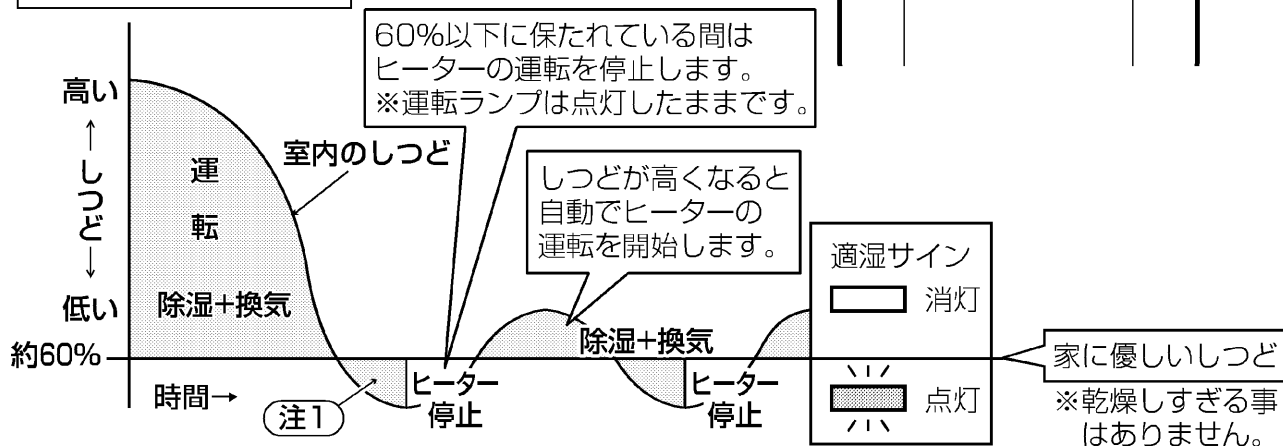 60%以下に保たれている間は
ヒーターの運転を停止します。
※運転ランプは点灯したままです。
高い
↑
しつど
↓
低い
約60%
室内のしつど
運
転
除湿+換気
しつどが高くなると
自動でヒーターの
運転を開始します。
除湿+換気
時間→
注1
ヒーター
停止
ヒーター
停止
適湿サイン
消灯
点灯
家に優しいしつど
※乾燥しすぎる事
はありません。